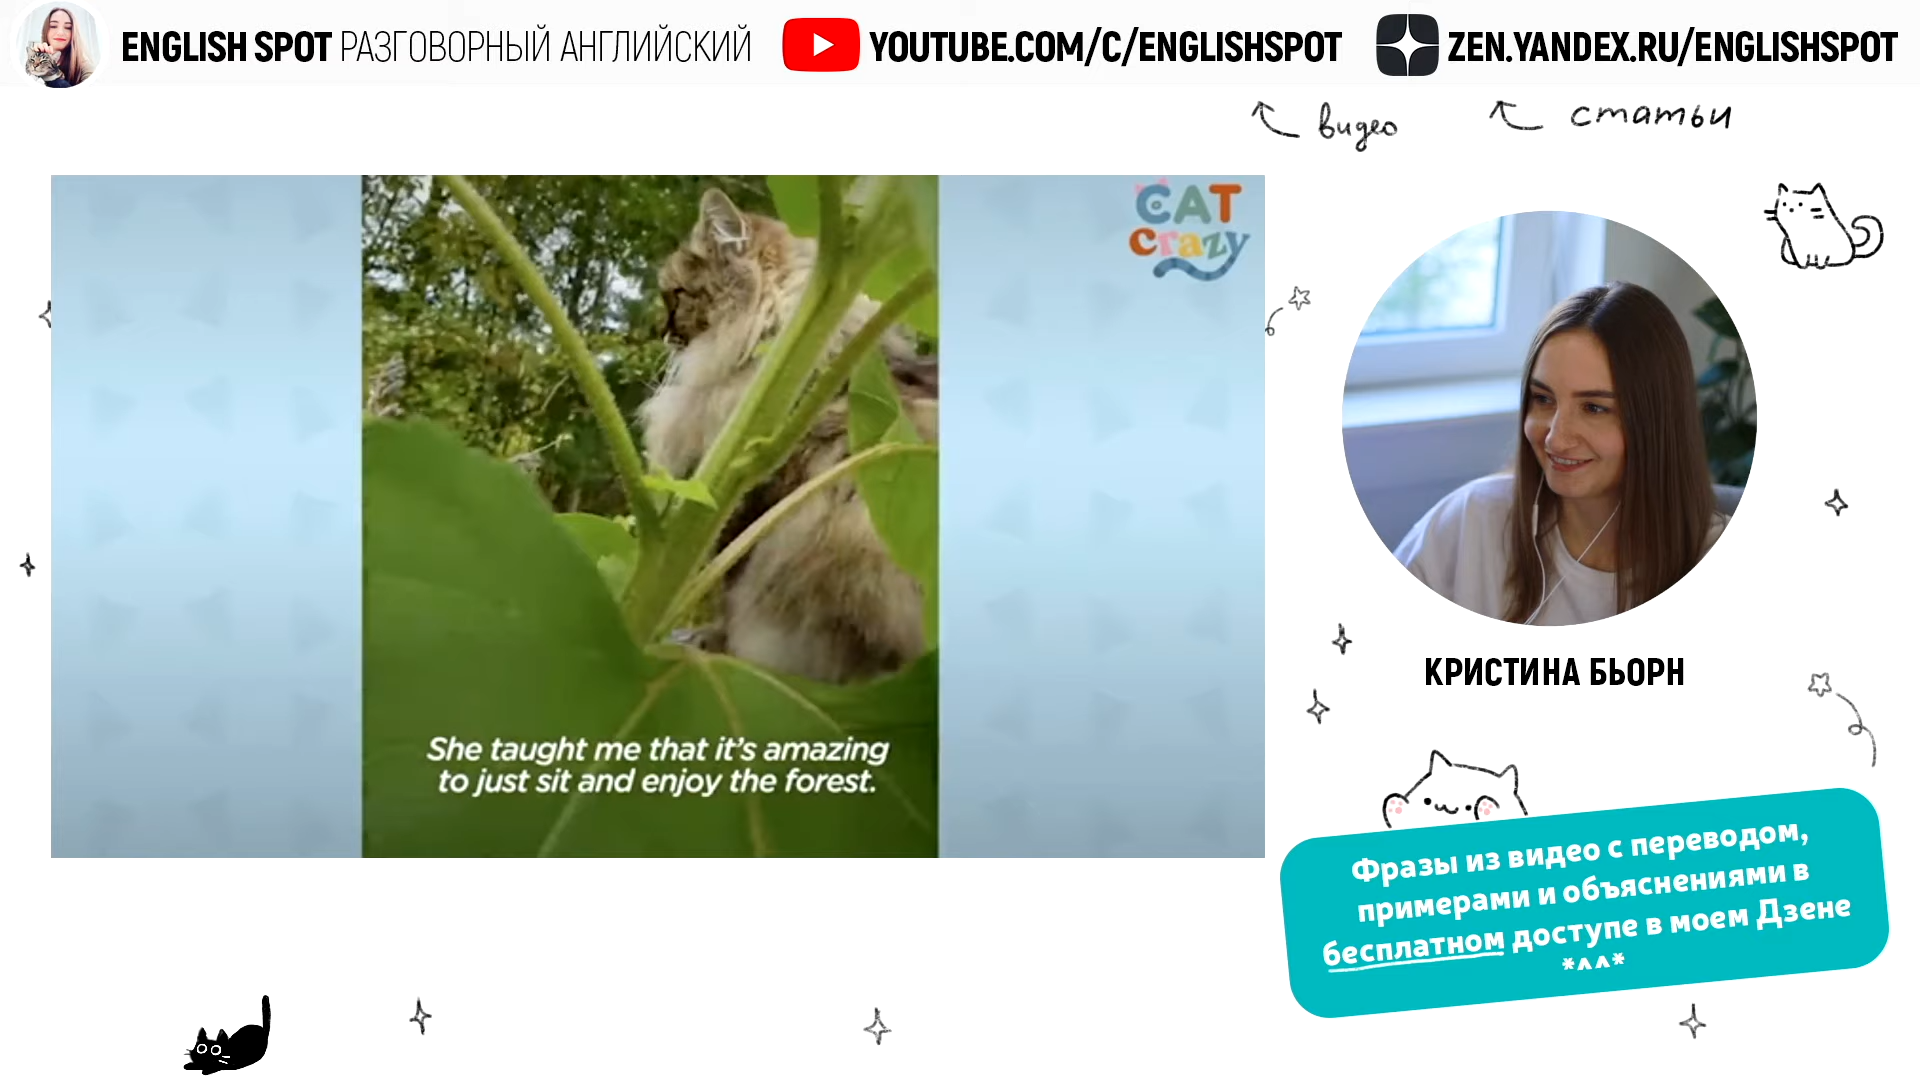 ENGLISH SPOT РАЗГОВОРНЫЙ АНГЛИЙСКИЙ
YOUTUBE.COM/C/ENGLISHSPOT
ZEN.YANDEX.RU/ENGLISHSPOT
видео
статьи
CAT
crazy
She taught me that it's amazing
to just sit and enjoy the forest.
КРИСТИНА БЬОРН
Фразы из видео с переводом,
примерами и объяснениями в
бесплатном доступе в моем Дзене
*^^*